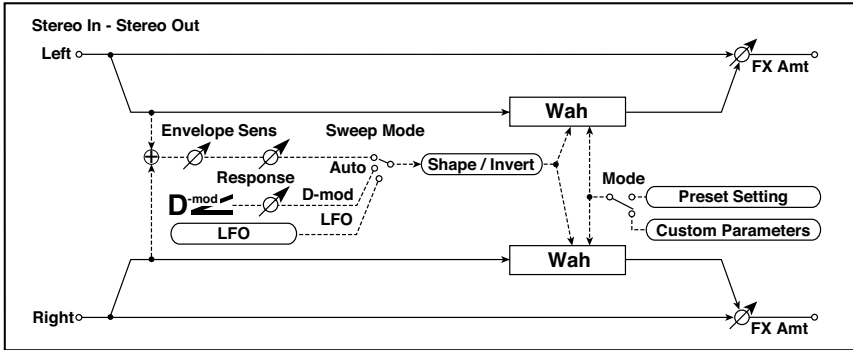 Stereo In - Stereo Out
Left
FX Amt
Wah
Envelope Sens
Sweep Mode
Auto
Shape / Invert
Response
D-mod
D-mod
Mode
Preset Setting
LFO
LFO
Custom Parameters
Wah
Right
FX Amt